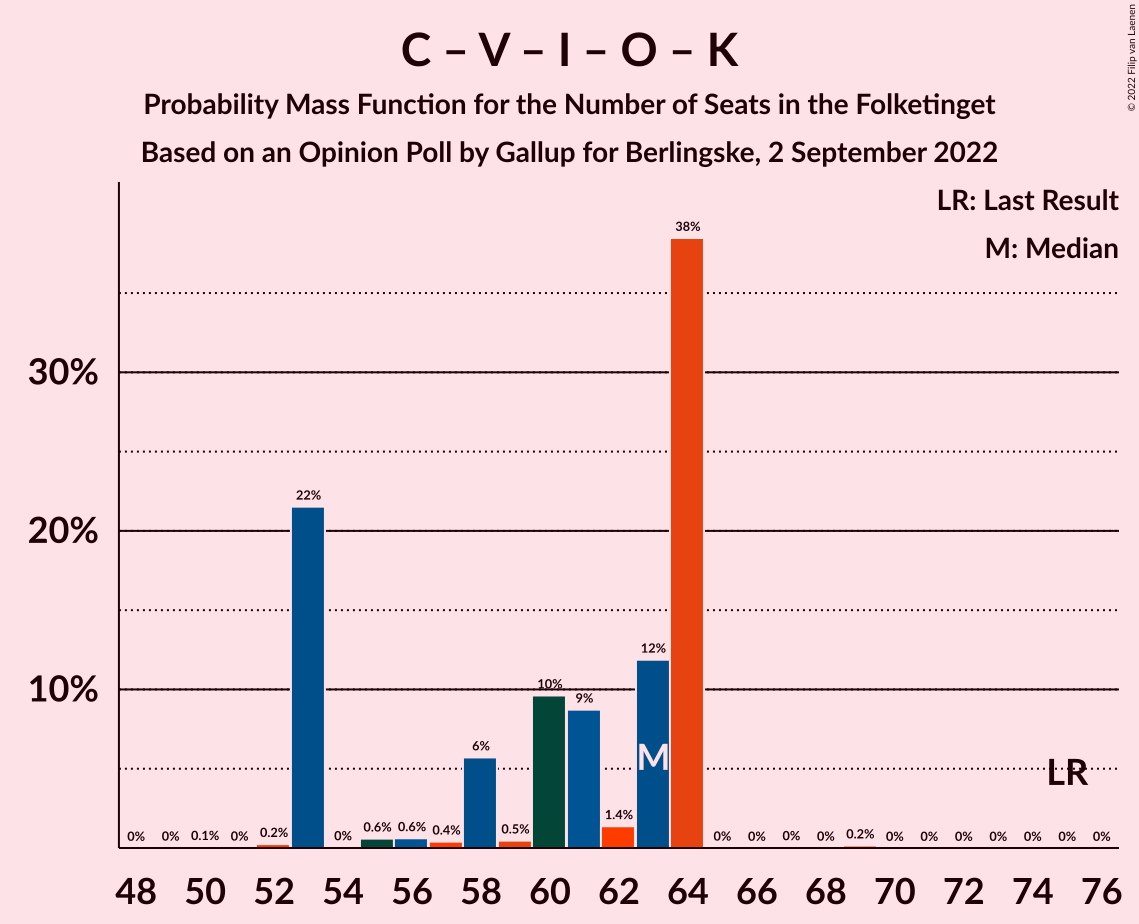 C – V – I – O – K
Probability Mass Function for the Number of Seats in the Folketinget
Based on an Opinion Poll by Gallup for Berlingske, 2 September 2022
© 2022 Filip van Laenen
LR: Last Result
M: Median
30%
20%
10%
0% 0% 0.1% 0% 0.2% 22% 0% 0.6% 0.6% 0.4% 6% 0.5% 10% 9% 1.4% 12% 38% 0% 0% 0% 0% 0.2% 0% 0% 0% 0% 0% 0% 0%
M
LR
48 50 52 54 56 58 60 62 64 66 68 70 72 74 76